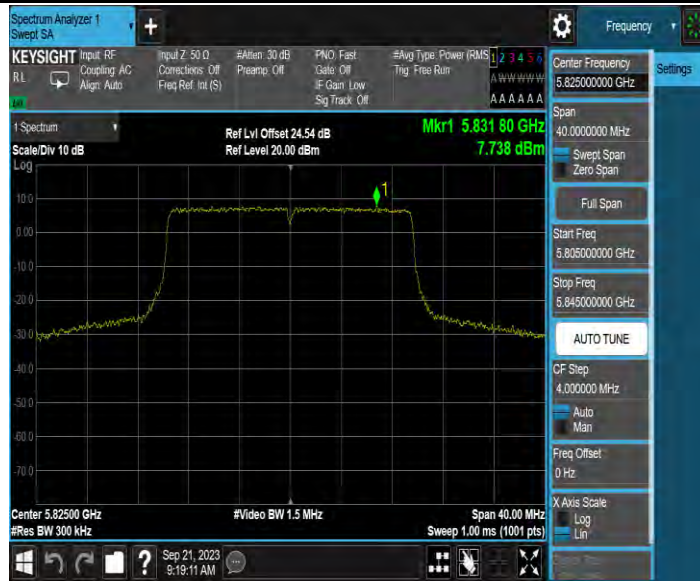 Spectrum Analyzer 1
Swept SA
Frequency
KEYSIGHT
RL
Input: RF
Coupling: AC
Align: Auto
Input Z: 50 Ω
Corrections: Off
Freq Ref: Int (S)
#Atten: 30 dB
Preamp: Off
PNO: Fast
Gate: Off
IF Gain: Low
Sig Track: Off
#Avg Type: Power (RMS
Trig: Free Run
1 2 3 4 5 6
A W W W W W
A A A A A A
1 Spectrum
Scale/Div 10 dB
Log
Ref Lvl Offset 24.54 dB
Ref Level 20.00 dBm
Mkr1 5.831 80 GHz
7.738 dBm
1
10.0
0.00
-10.0
-20.0
-30.0
-40.0
-50.0
-60.0
-70.0
Center 5.82500 GHz
#Res BW 300 kHz
#Video BW 1.5 MHz
Span 40.00 MHz
Sweep 1.00 ms (1001 pts)
Sep 21, 2023
9:19:11 AM
?
Center Frequency
5.825000000 GHz
Settings
Span
40.0000000 MHz
Swept Span
Zero Span
Full Span
Start Freq
5.805000000 GHz
Stop Freq
5.845000000 GHz
AUTO TUNE
CF Step
4.000000 MHz
Auto
Man
Freq Offset
0 Hz
X Axis Scale
Log
Lin